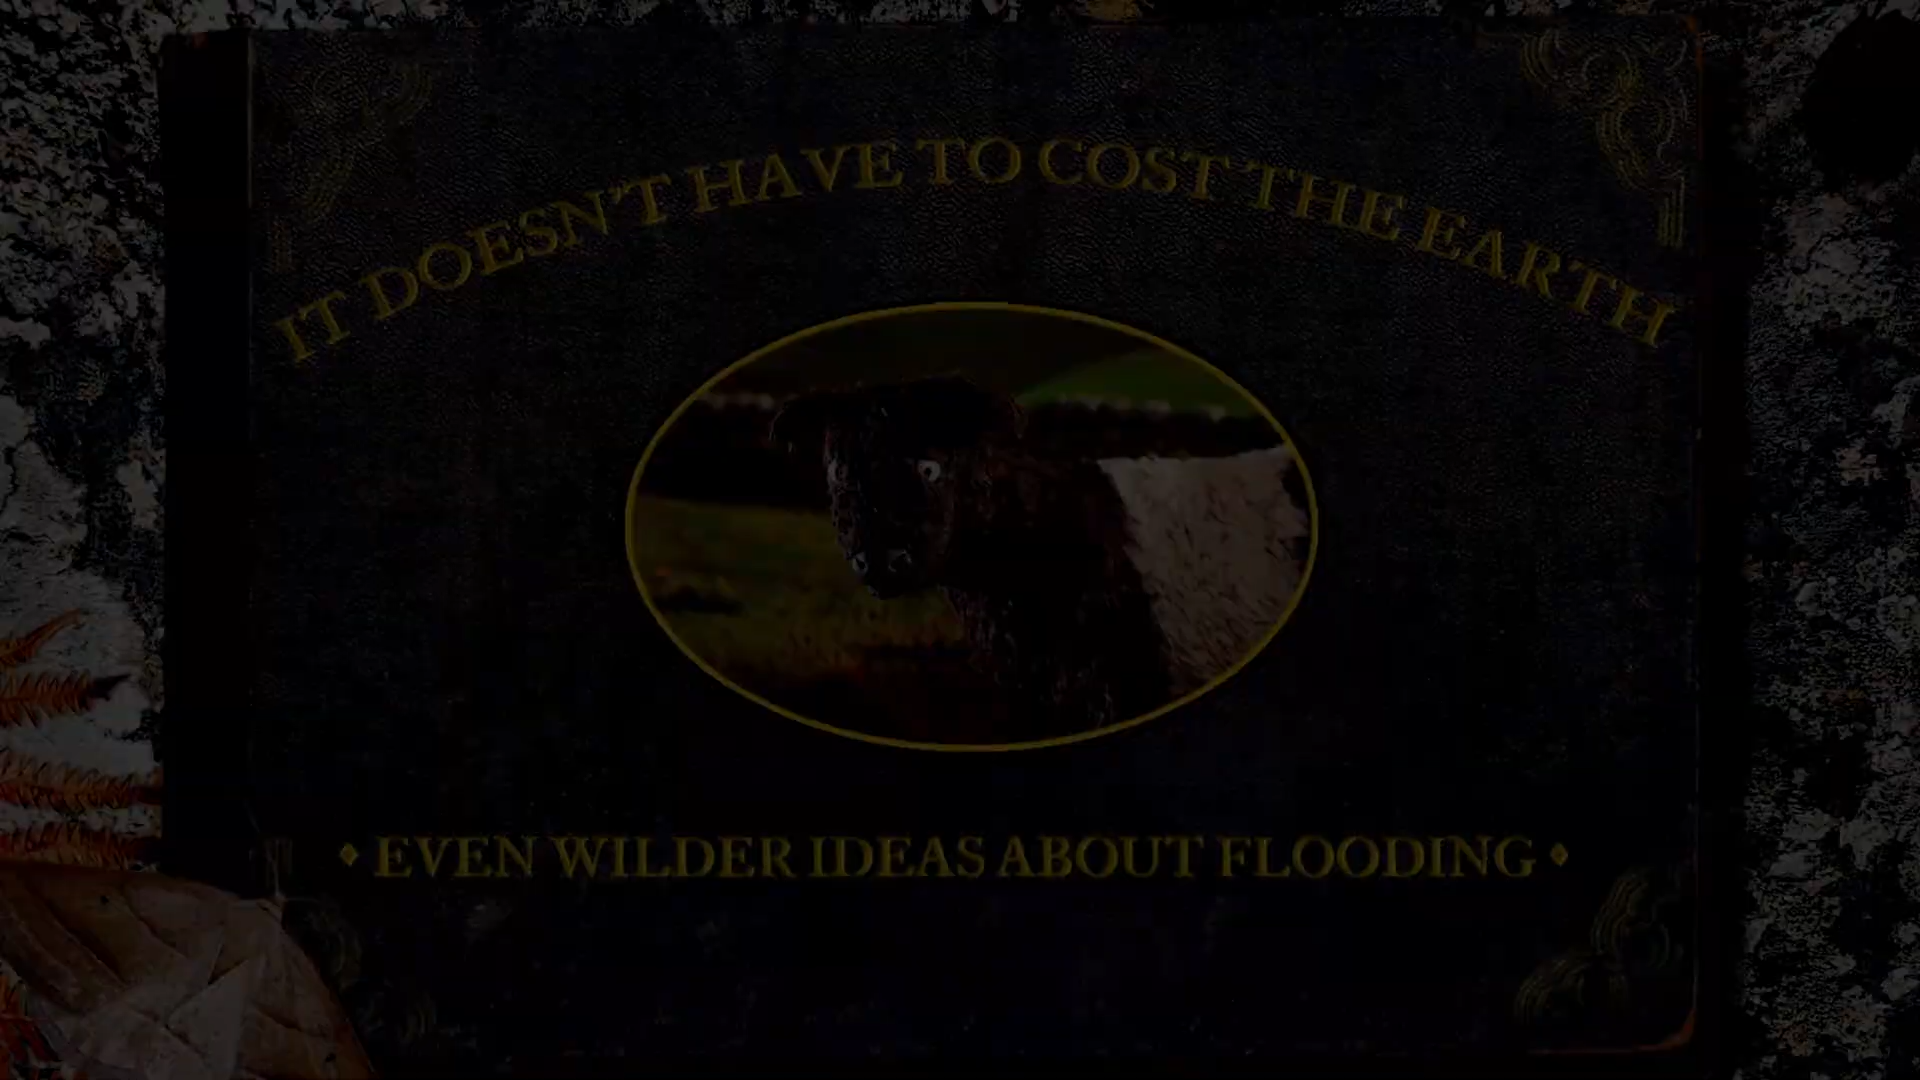 IT DOESN'T HAVE TO COST THE EARTH
• EVEN WILDER IDEAS ABOUT FLOODING •